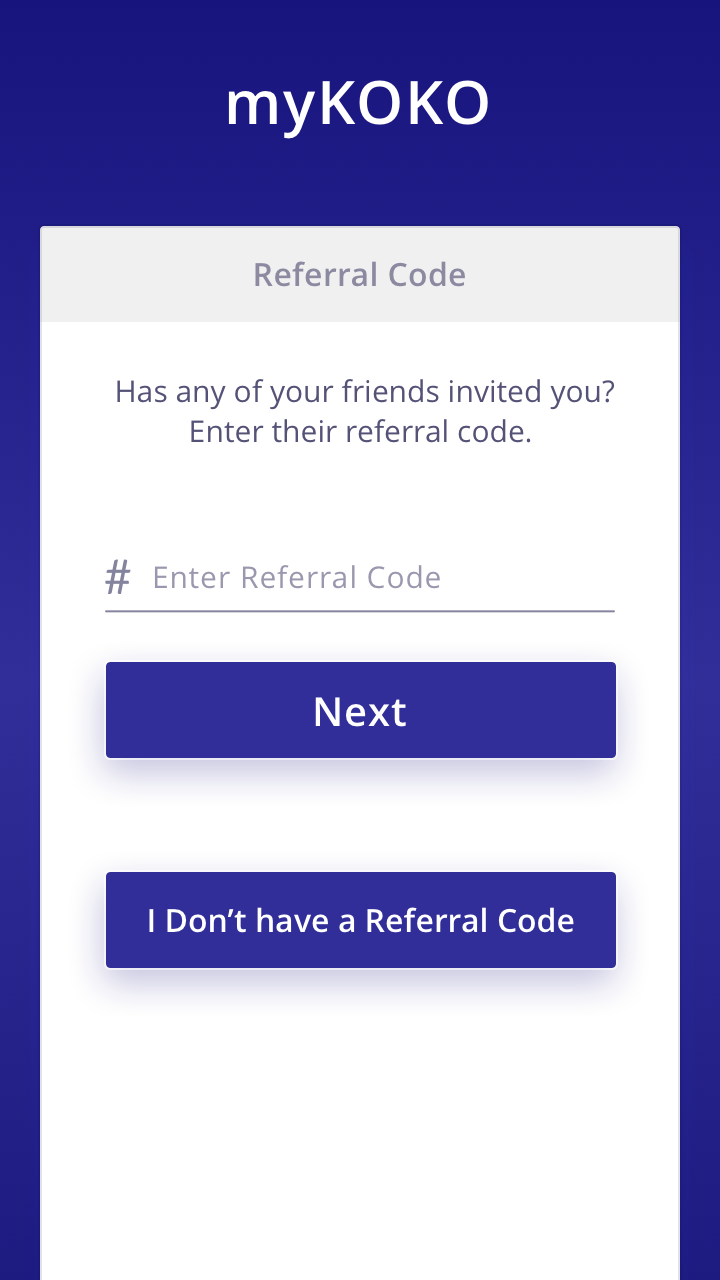 myKOKO
Referral Code
Has any of your friends invited you?
Enter their referral code.
# Enter Referral Code
Next
I Don’t have a Referral Code